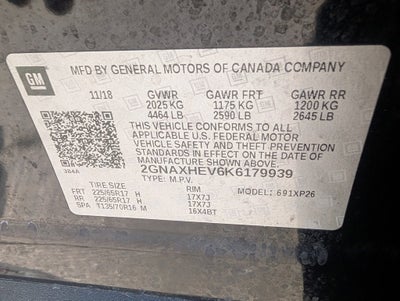 GM
MFD BY GENERAL MOTORS OF CANADA COMPANY
11/18 GVWR GAWR FRT GAWR RR
2025 KG 1175 KG 1200 KG
4464 LB 2590 LB 2645 LB
THIS VEHICLE CONFORMS TO ALL APPLICABLE
U.S. FEDERAL MOTOR
VEHICLE SAFETY AND THEFT PREVENTION
STANDARDS IN EFFECT ON THE DATE OF
MANUFACTURE SHOWN ABOVE.
2GNAXHEV6K6179939
TYPE: M.P.V. MODEL: 691XP26
TIRE SIZE RIM
FRT 225/65R17 H 17X7J
RR 225/65R17 H 17X7J
SPA T135/70R16 M 16X4BT